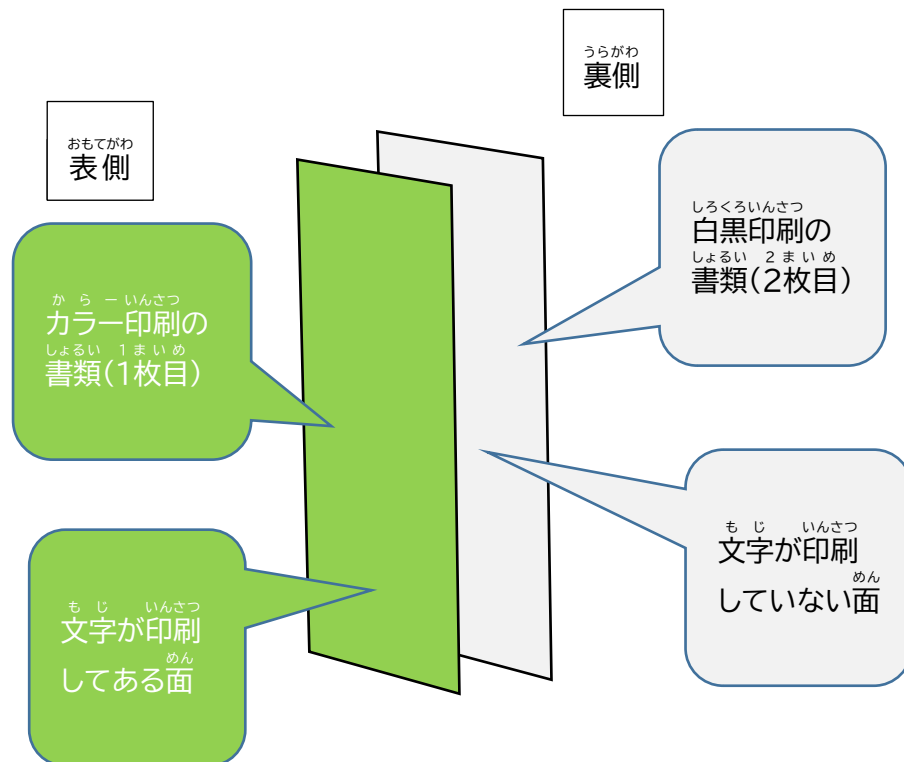 うらがわ
裏側
おもてがわ
表側
しろくろいんさつ
白黒印刷の
しょるい 2まいめ
書類(2枚目)
からーいんさつ
カラー印刷の
しょるい 1まいめ
書類(1枚目)
もじ いんさつ
文字が印刷
めん
していない面
もじ いんさつ
文字が印刷
めん
してある面